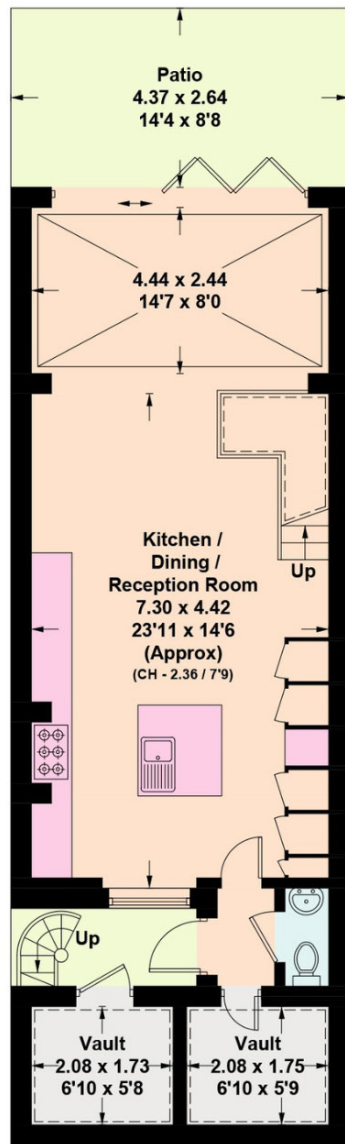 Patio
4.37 x 2.64
14'4 x 8'8
4.44 x 2.44
14'7 x 8'0
Kitchen /
Dining /
Reception Room
7.30 x 4.42
23'11 x 14'6
(Approx)
(CH - 2.36 / 7'9)
Up
Up
Vault
2.08 x 1.73
6'10 x 5'8
Vault
2.08 x 1.75
6'10 x 5'9